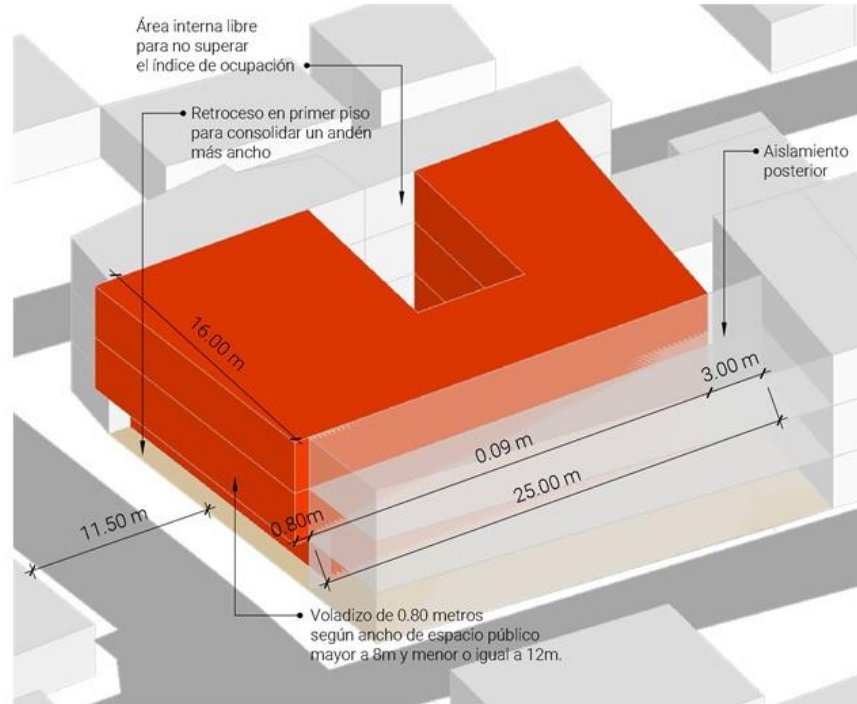 Área interna libre
para no superar
el índice de ocupación
Retroceso en primer piso
para consolidar un andén
más ancho
Aislamiento
posterior
16.00 m
3.00 m
0.09 m
25.00 m
0.80m
11.50 m
Voladizo de 0.80 metros
según ancho de espacio público
mayor a 8m y menor o igual a 12m.